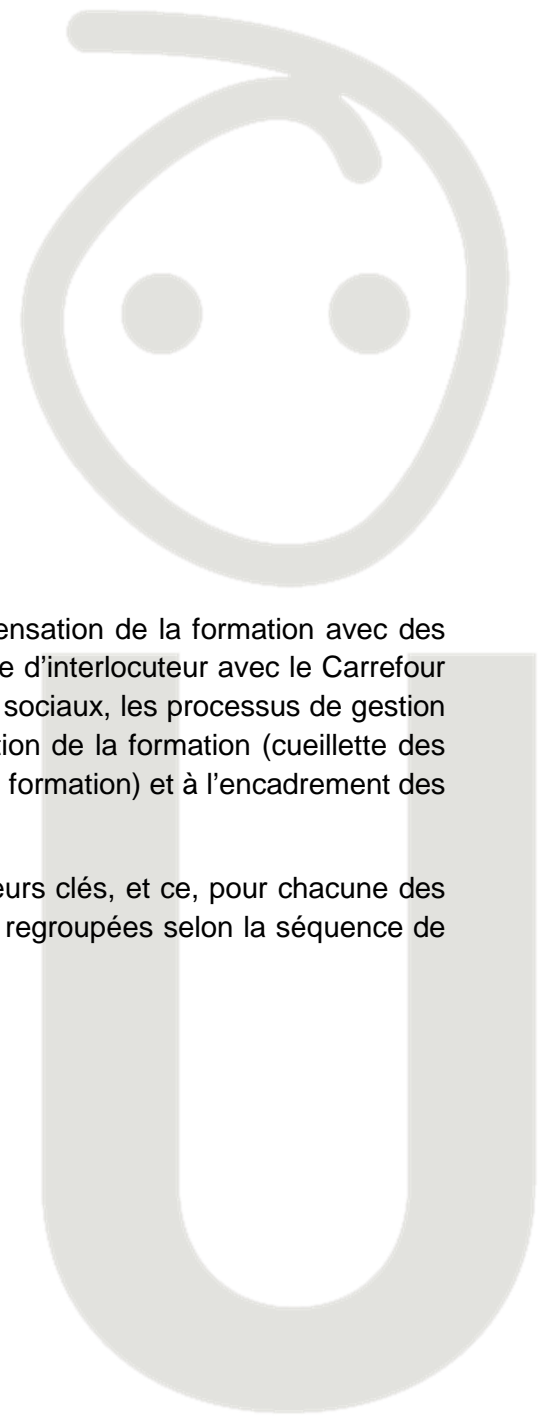 ensation de la formation avec des
e d’interlocuteur avec le Carrefour
sociaux, les processus de gestion
tion de la formation (cueillette des
formation) et à l’encadrement des
eurs clés, et ce, pour chacune des
regroupées selon la séquence de